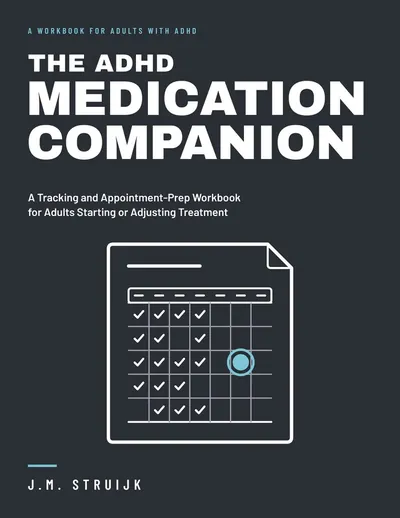 A WORKBOOK FOR ADULTS WITH ADHD
THE ADHD
MEDICATION
COMPANION
A Tracking and Appointment-Prep Workbook
for Adults Starting or Adjusting Treatment
J.M. STRUIJK